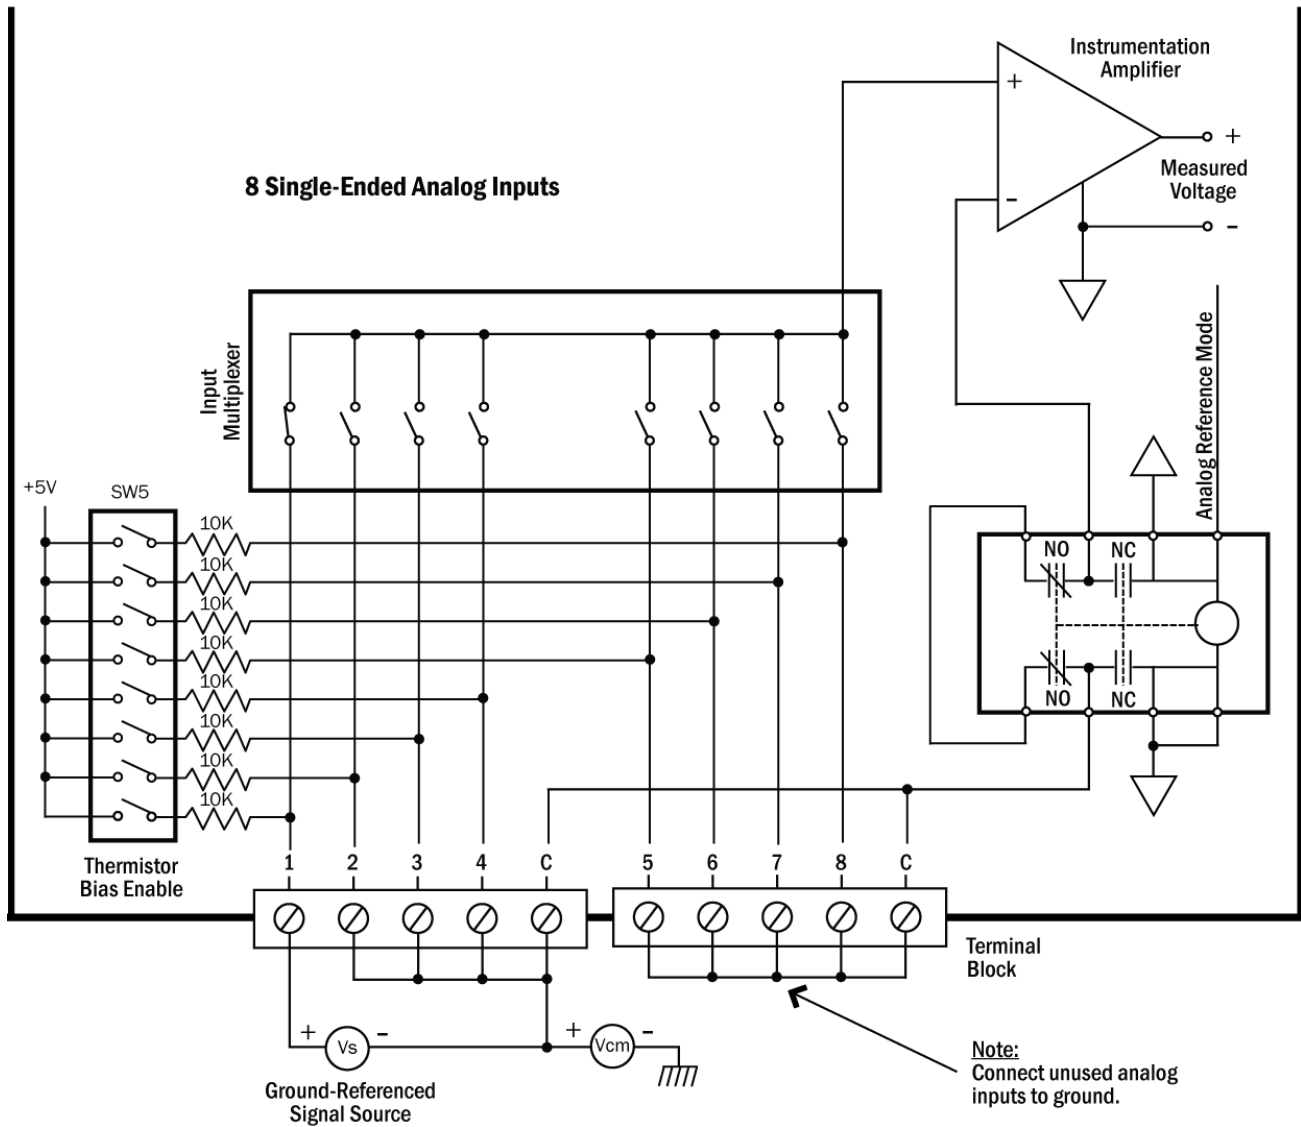 Instrumentation
Amplifier
+
+
Measured
Voltage
-
-
8 Single-Ended Analog Inputs
Analog Reference Mode
Input
Multiplexer
+5V
SW5
10K
10K
10K
10K
10K
10K
10K
10K
NO
NC
NO
NC
Thermistor
Bias Enable
1
2
3
4
C
5
6
7
8
C
Terminal
Block
+
-
Vs
+
-
Vcm
Ground-Referenced
Signal Source
Note:
Connect unused analog
inputs to ground.